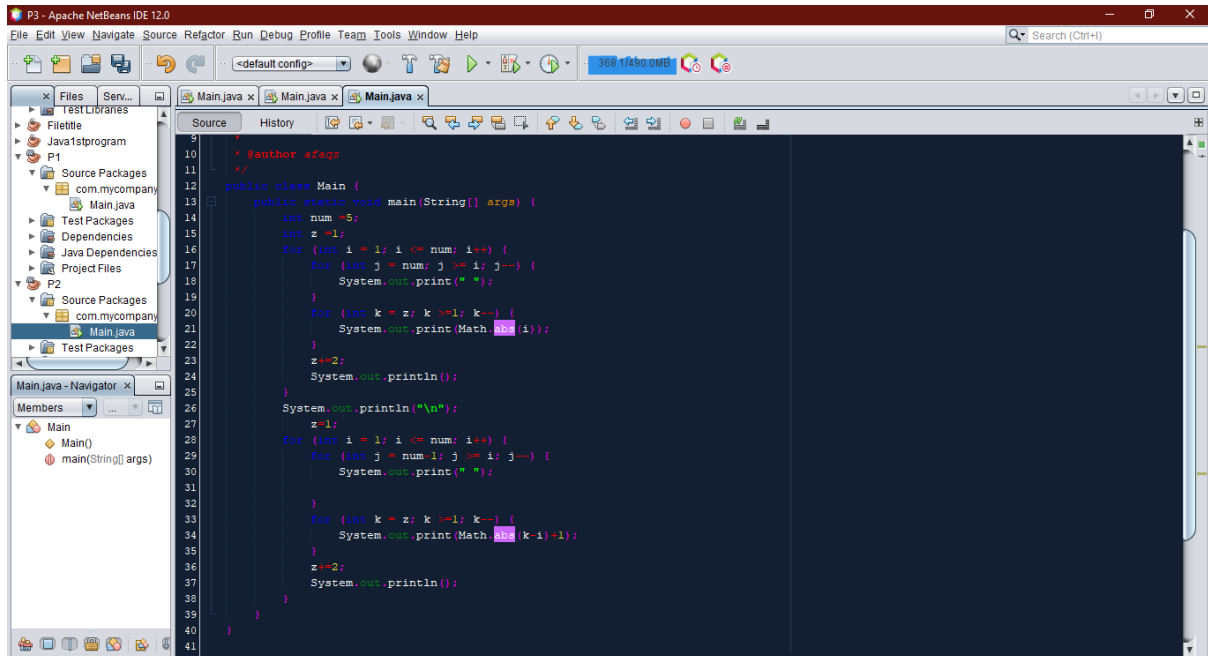 P3 - Apache NetBeans IDE 12.0
File Edit View Navigate Source Refactor Run Debug Profile Team Tools Window Help
Search (Ctrl+I)
<default config>
368.1/490.0MB
Files Serv...
Main.java Main.java Main.java
Source History
Test Libraries
Filetitle
Java1stprogram
P1
Source Packages
com.mycompany
Main.java
Test Packages
Dependencies
Java Dependencies
Project Files
P2
Source Packages
com.mycompany
Main.java
Test Packages
Main.java - Navigator
Members ...
Main
Main()
main(String[] args)
9 *
10 * @author afaqs
11 */
12 public class Main {
13 public static void main(String[] args) {
14 int num =5;
15 int z =1;
16 for (int i = 1; i <= num; i++) {
17 for (int j = num; j >= i; j--) {
18 System.out.print(" ");
19 }
20 for (int k = z; k >=1; k--) {
21 System.out.print(Math.abs(i));
22 }
23 z+=2;
24 System.out.println();
25 }
26 System.out.println("\n");
27 z=1;
28 for (int i = 1; i <= num; i++) {
29 for (int j = num-1; j >= i; j--) {
30 System.out.print(" ");
31
32 }
33 for (int k = z; k >=1; k--) {
34 System.out.print(Math.abs(k-i)+1);
35 }
36 z+=2;
37 System.out.println();
38 }
39 }
40 }
41